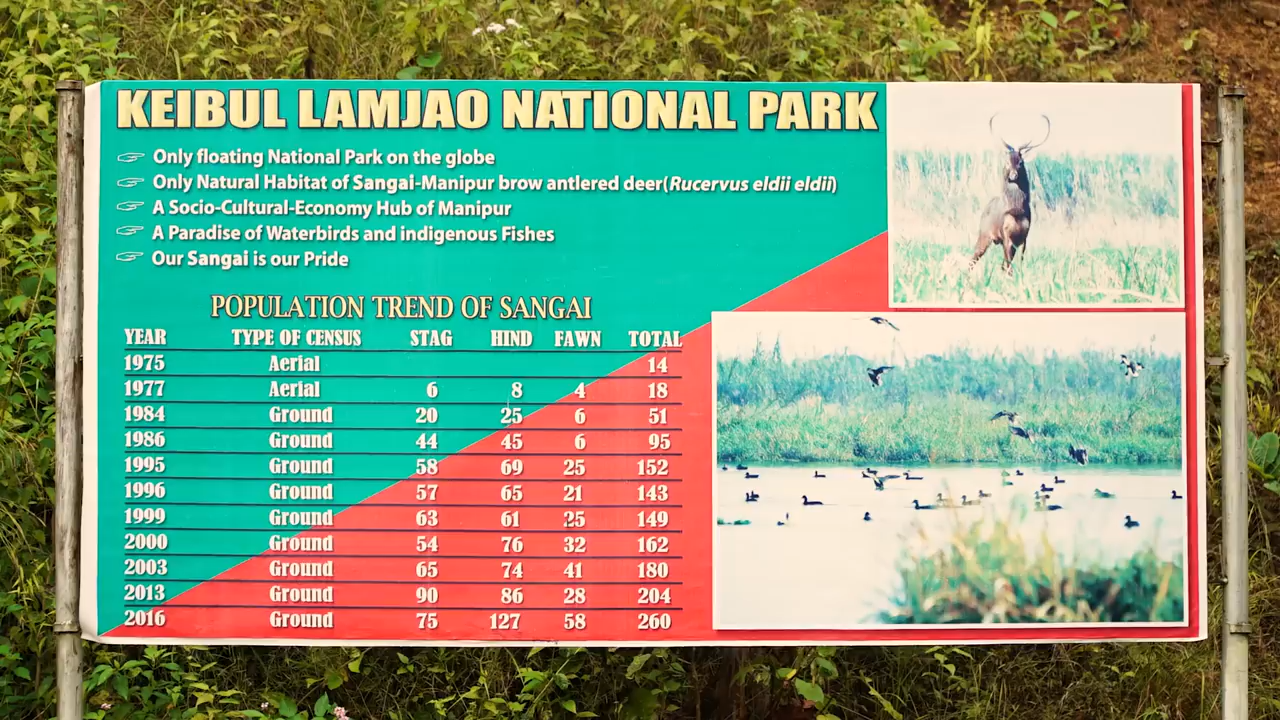 KEIBUL LAMJAO NATIONAL PARK
Only floating National Park on the globe
Only Natural Habitat of Sangai-Manipur brow antlered deer(Rucervus eldii eldii)
A Socio-Cultural-Economy Hub of Manipur
A Paradise of Waterbirds and indigenous Fishes
Our Sangai is our Pride
POPULATION TREND OF SANGAI
YEAR TYPE OF CENSUS STAG HIND FAWN TOTAL
1975 Aerial 14
1977 Aerial 6 8 4 18
1984 Ground 20 25 6 51
1986 Ground 44 45 6 95
1995 Ground 58 69 25 152
1996 Ground 57 65 21 143
1999 Ground 63 61 25 149
2000 Ground 54 76 32 162
2003 Ground 65 74 41 180
2013 Ground 90 86 28 204
2016 Ground 75 127 58 260